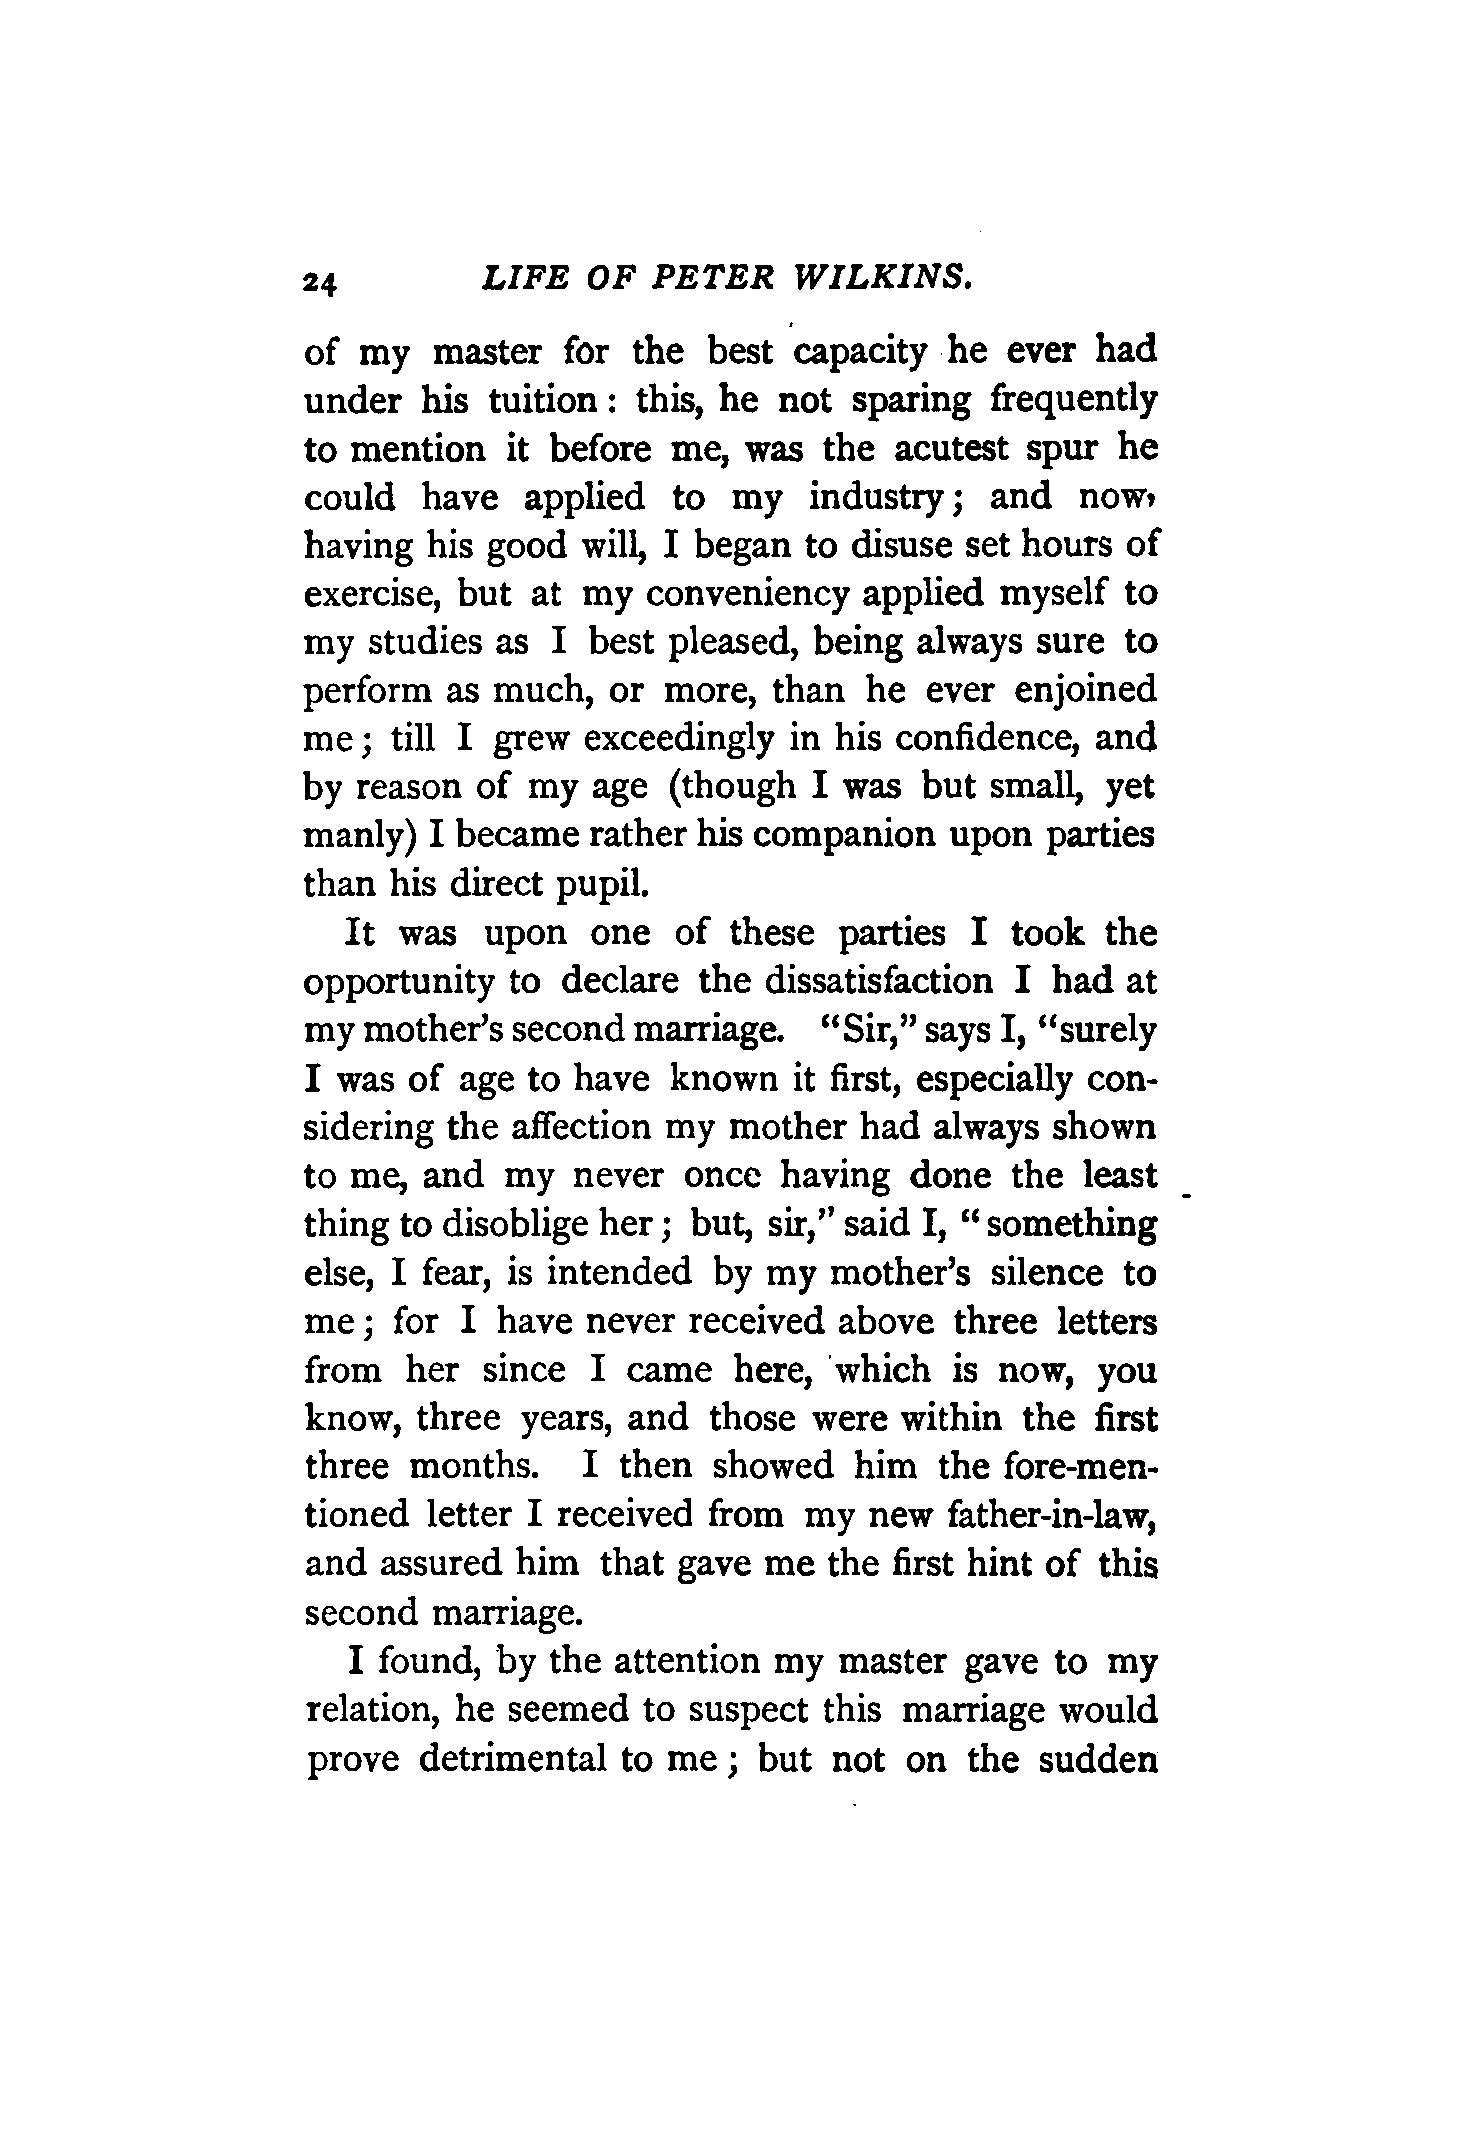 24 LIFE OF PETER WILKINS.
of my master for the best capacity he ever had
under his tuition : this, he not sparing frequently
to mention it before me, was the acutest spur he
could have applied to my industry ; and now,
having his good will, I began to disuse set hours of
exercise, but at my conveniency applied myself to
my studies as I best pleased, being always sure to
perform as much, or more, than he ever enjoined
me ; till I grew exceedingly in his confidence, and
by reason of my age (though I was but small, yet
manly) I became rather his companion upon parties
than his direct pupil.
It was upon one of these parties I took the
opportunity to declare the dissatisfaction I had at
my mother's second marriage. "Sir," says I, "surely
I was of age to have known it first, especially con-
sidering the affection my mother had always shown
to me, and my never once having done the least
thing to disoblige her ; but, sir," said I, "something
else, I fear, is intended by my mother's silence to
me ; for I have never received above three letters
from her since I came here, which is now, you
know, three years, and those were within the first
three months. I then showed him the fore-men-
tioned letter I received from my new father-in-law,
and assured him that gave me the first hint of this
second marriage.
I found, by the attention my master gave to my
relation, he seemed to suspect this marriage would
prove detrimental to me ; but not on the sudden